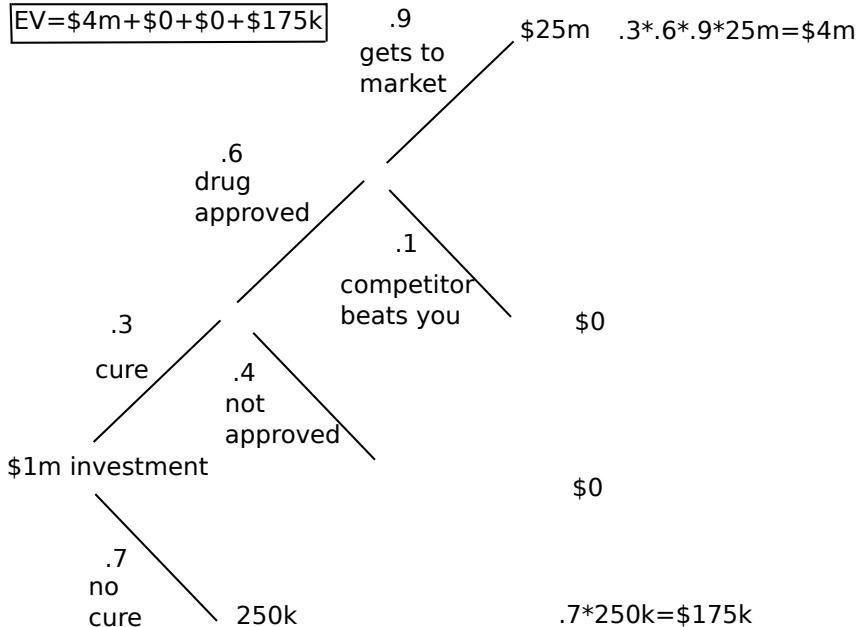 EV=$4m+$0+$0+$175k
.9
gets to
market
$25m
.3*.6*.9*25m=$4m
.6
drug
approved
.1
competitor
beats you
$0
.3
cure
.4
not
approved
$1m investment
$0
.7
no
cure
250k
.7*250k=$175k